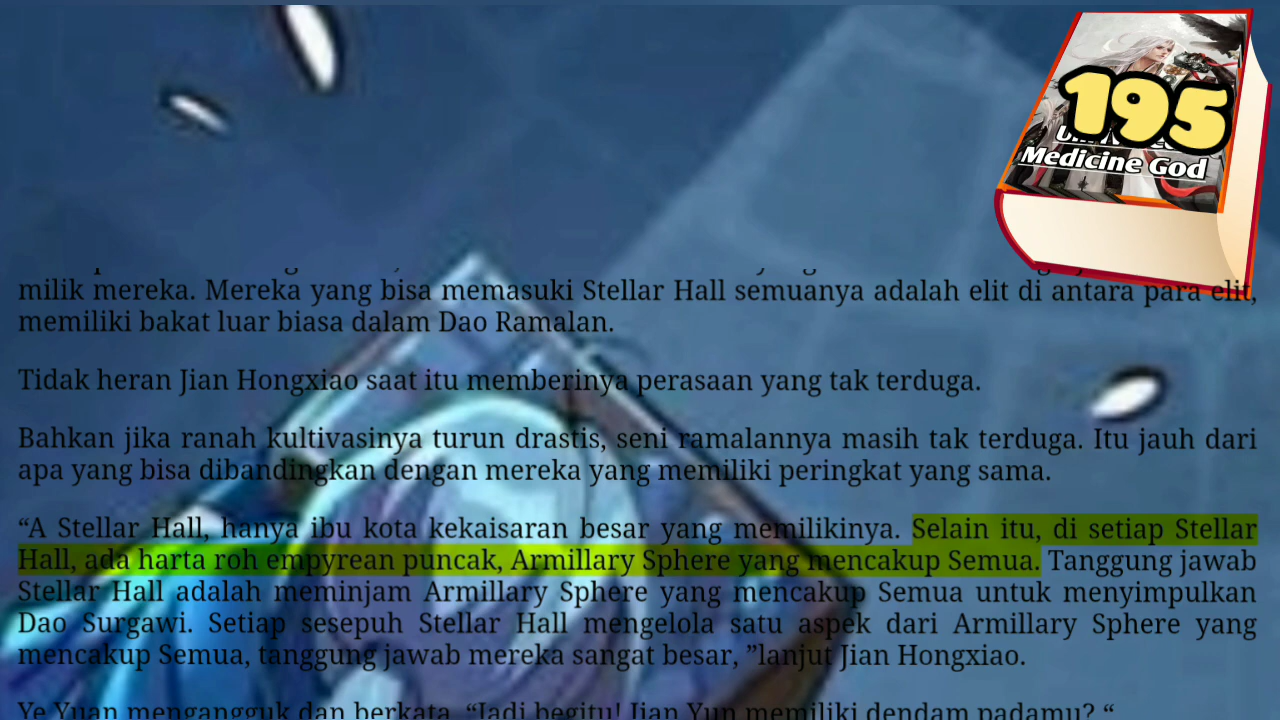 195
Medicine God
milik mereka. Mereka yang bisa memasuki Stellar Hall semuanya adalah elit di antara para elit,
memiliki bakat luar biasa dalam Dao Ramalan.
Tidak heran Jian Hongxiao saat itu memberinya perasaan yang tak terduga.
Bahkan jika ranah kultivasinya turun drastis, seni ramalannya masih tak terduga. Itu jauh dari
apa yang bisa dibandingkan dengan mereka yang memiliki peringkat yang sama.
“A Stellar Hall, hanya ibu kota kekaisaran besar yang memilikinya. Selain itu, di setiap Stellar
Hall, ada harta roh empyrean puncak, Armillary Sphere yang mencakup Semua. Tanggung jawab
Stellar Hall adalah meminjam Armillary Sphere yang mencakup Semua untuk menyimpulkan
Dao Surgawi. Setiap sesepuh Stellar Hall mengelola satu aspek dari Armillary Sphere yang
mencakup Semua, tanggung jawab mereka sangat besar, ”lanjut Jian Hongxiao.
Ye Yuan mengangguk dan berkata, “Jadi begitu! Jian Yun memiliki dendam padamu? “